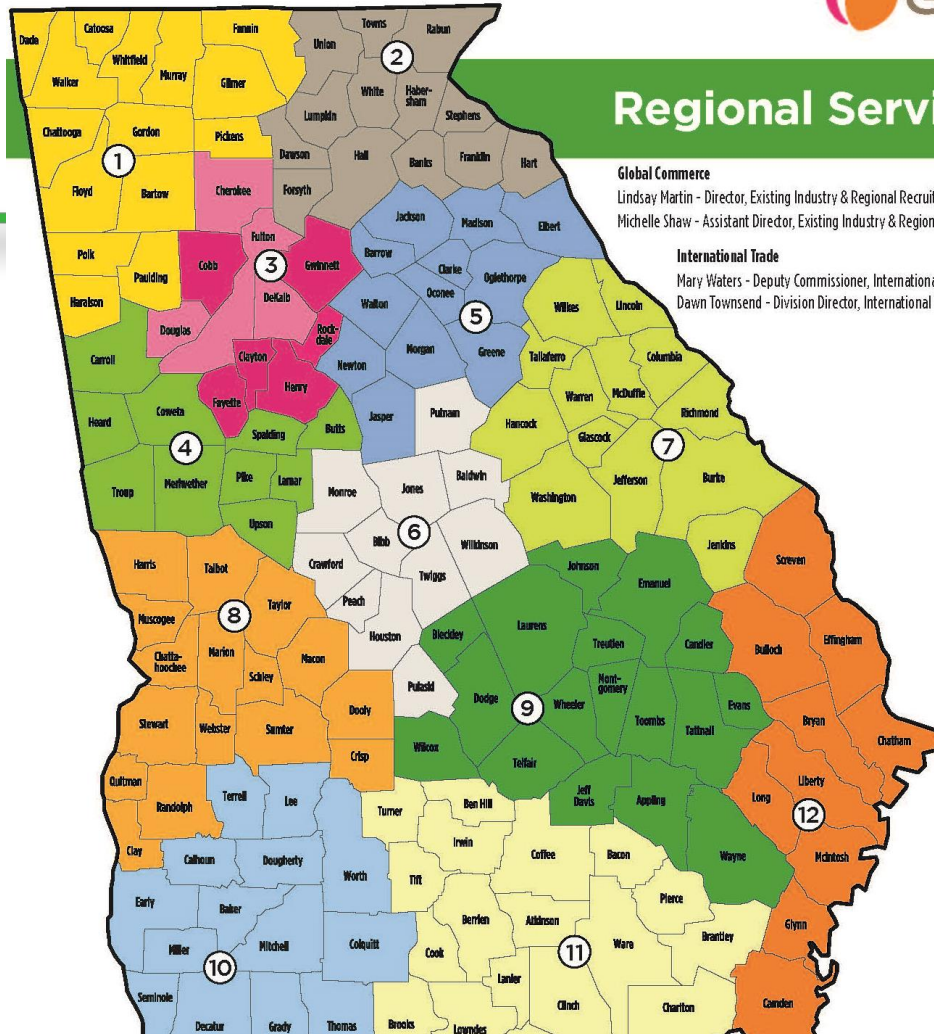 Regional Servi
Global Commerce
Lindsay Martin - Director, Existing Industry & Regional Recruit
Michelle Shaw - Assistant Director, Existing Industry & Region
International Trade
Mary Waters - Deputy Commissioner, Internationa
Dawn Townsend - Division Director, International
Dade
Catoosa
Whitfield
Murray
Fannin
Walker
Gilmer
Chattooga
Gordon
Pickens
1
Floyd
Bartow
Polk
Paulding
Haralson
Towns
Rabun
Union
2
White
Haber-
sham
Lumpkin
Stephens
Dawson
Hall
Banks
Franklin
Hart
Forsyth
Cherokee
Fulton
Cobb
3
Gwinnett
DeKalb
Douglas
Rock-
dale
Clayton
Henry
Fayette
Carroll
Heard
Coweta
Spalding
Butts
4
Troup
Meriwether
Pike
Lamar
Upson
Jackson
Madison
Elbert
Barrow
Clarke
Oglethorpe
Oconee
Walton
5
Morgan
Greene
Newton
Jasper
Putnam
Baldwin
Monroe
Jones
6
Bibb
Wilkinson
Crawford
Twiggs
Peach
Houston
Pulaski
Wilkes
Lincoln
Taliaferro
Columbia
Warren
McDuffie
Richmond
Hancock
Glascock
7
Jefferson
Burke
Washington
Jenkins
Harris
Talbot
Taylor
Muscogee
8
Chatta-
hoochee
Marion
Schley
Macon
Stewart
Webster
Sumter
Dooly
Crisp
Quitman
Randolph
Clay
Johnson
Emanuel
Bleckley
Laurens
Treutlen
Candler
Dodge
9
Wheeler
Mont-
gomery
Toombs
Evans
Tattnall
Wilcox
Telfair
Jeff
Davis
Appling
Wayne
Terrell
Lee
Calhoun
Dougherty
Worth
Early
Baker
Miller
Mitchell
Colquitt
10
Seminole
Decatur
Grady
Thomas
Turner
Ben Hill
Irwin
Coffee
Bacon
Tift
Pierce
Berrien
Atkinson
Brantley
Cook
11
Ware
Lanier
Clinch
Charlton
Brooks
Lowndes
Screven
Bulloch
Effingham
Bryan
Chatham
Liberty
Long
12
McIntosh
Glynn
Camden